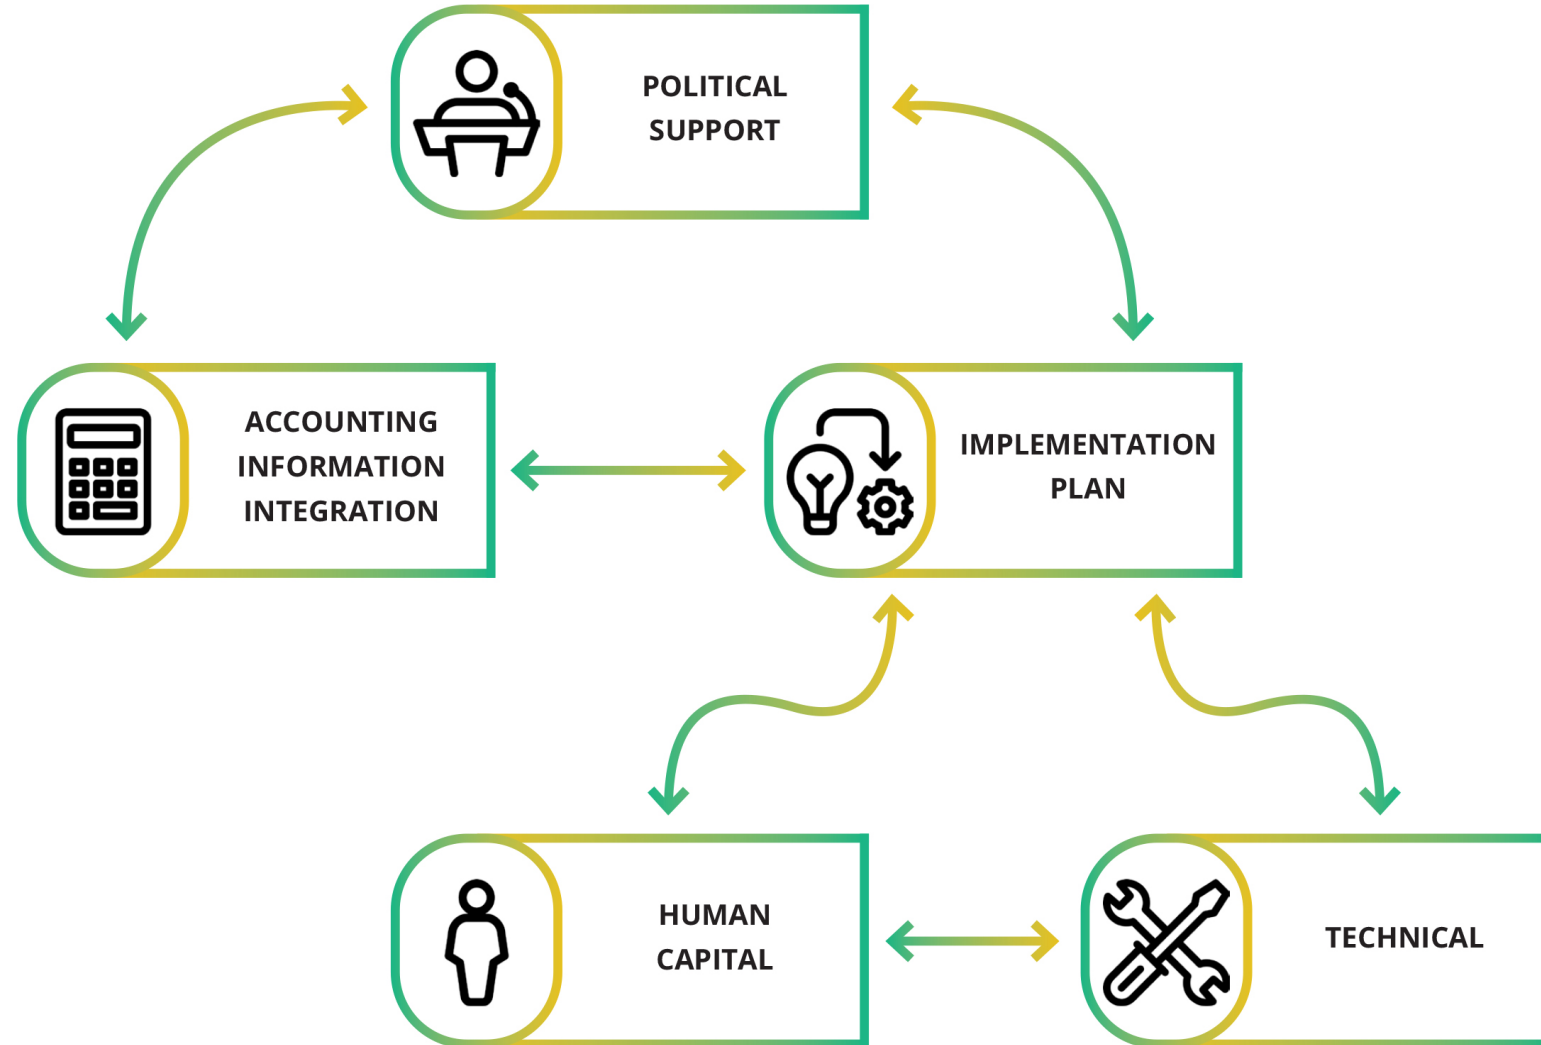 POLITICAL
SUPPORT
ACCOUNTING
INFORMATION
INTEGRATION
IMPLEMENTATION
PLAN
HUMAN
CAPITAL
TECHNICAL